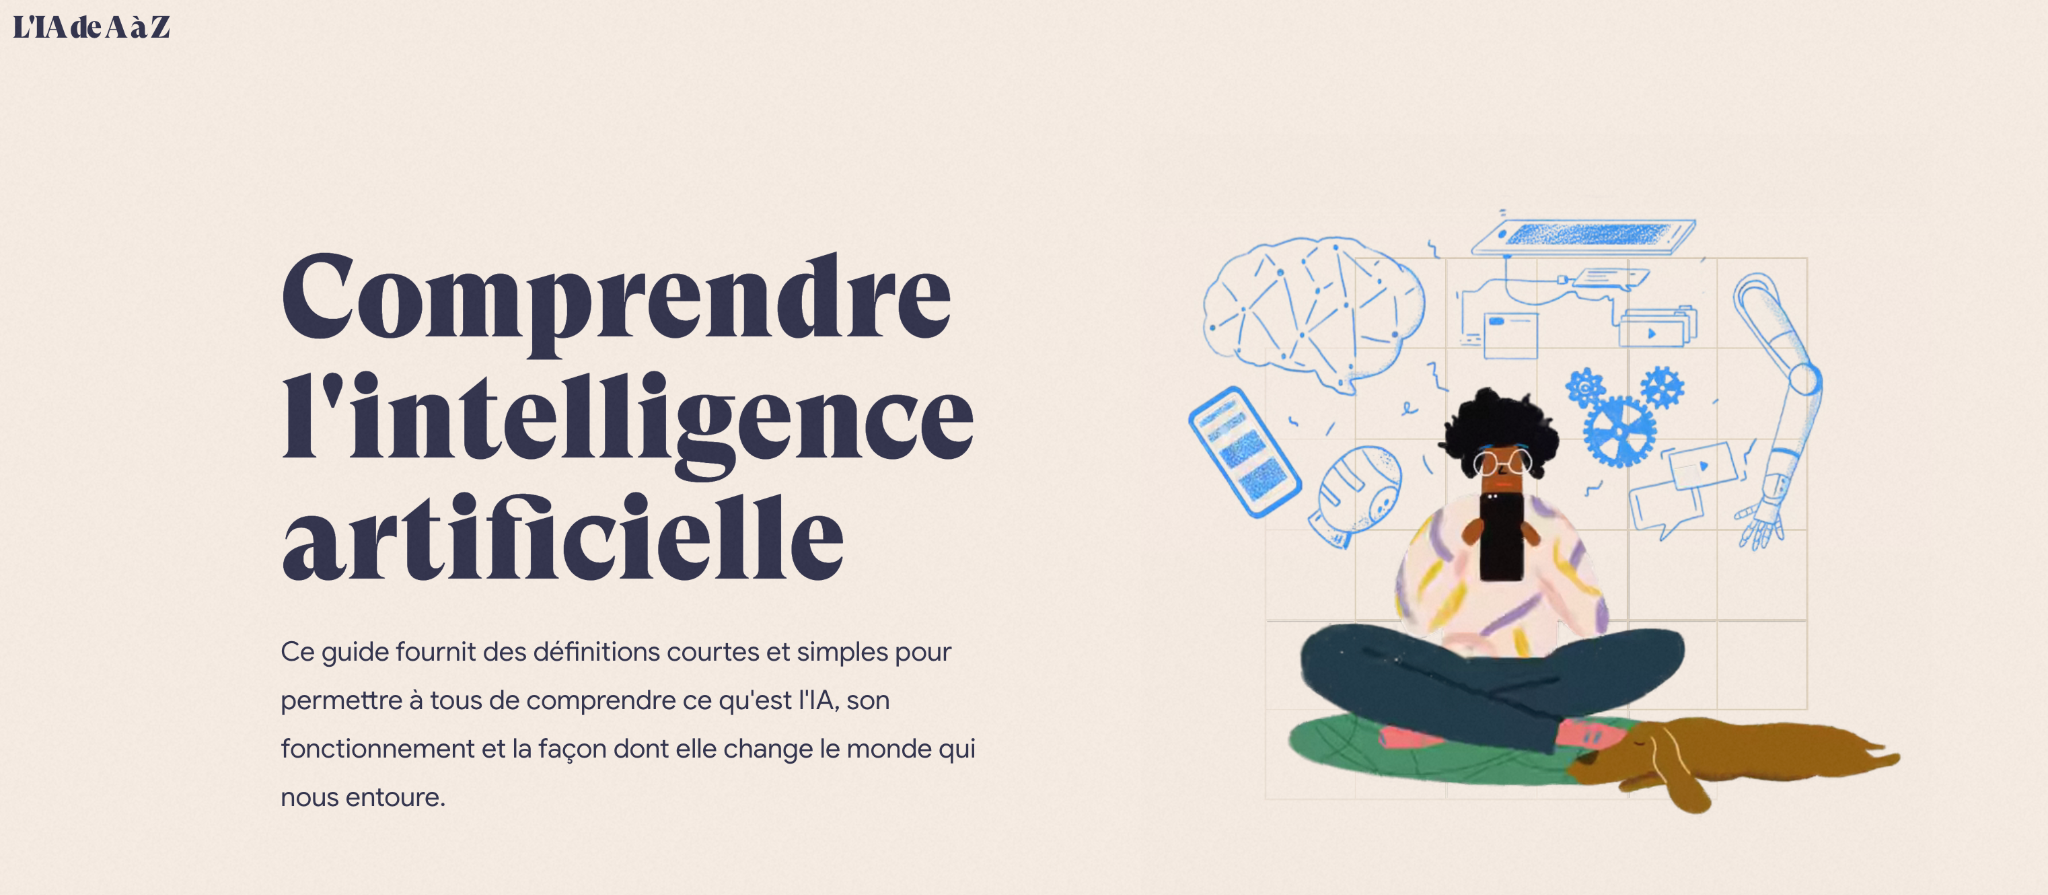 L'IA de A à Z
Comprendre
l'intelligence
artificielle
Ce guide fournit des définitions courtes et simples pour
permettre à tous de comprendre ce qu'est l'IA, son
fonctionnement et la façon dont elle change le monde qui
nous entoure.